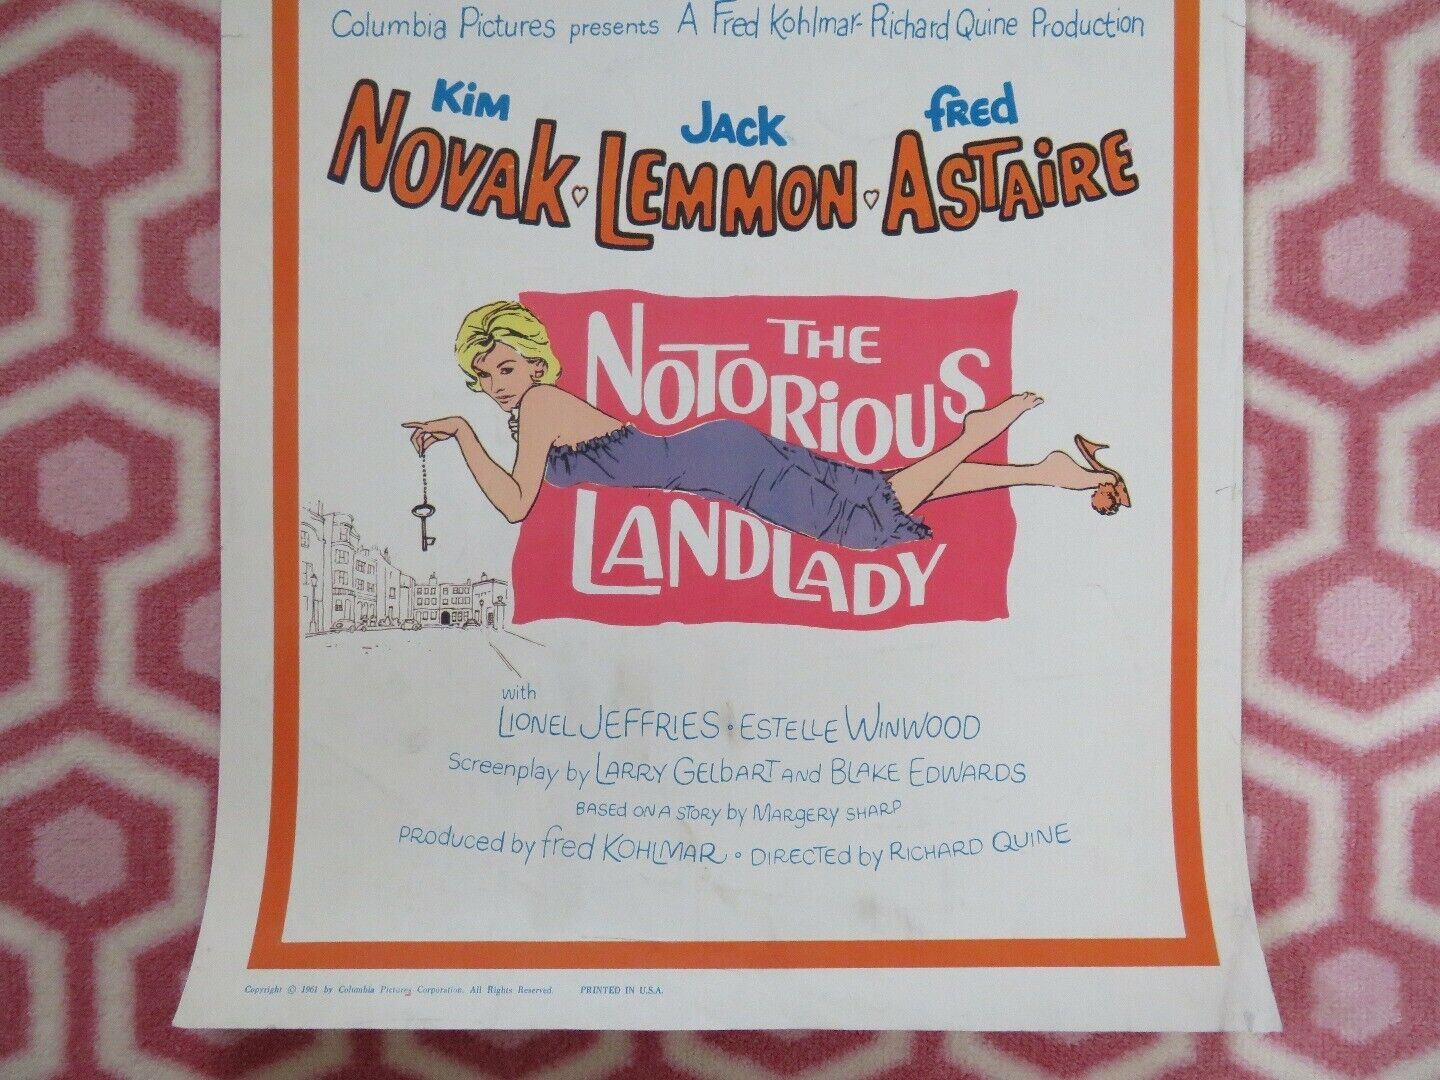 Columbia Pictures presents A Fred Kohlmar-Richard Quine Production
Kim Jack Fred
NOVAK LEMMON ASTAIRE
THE
NOTORIOUS
LANDLADY
with
LIONEL JEFFRIES • ESTELLE WINWOOD
Screenplay by LARRY GELBART AND BLAKE EDWARDS
BASED ON A STORY by MARGERY SHARP
PRODUCED by Fred KOHLMAR • DIRECTED by RICHARD QUINE
Copyright © 1961 by Columbia Pictures Corporation. All Rights Reserved. PRINTED IN U.S.A.